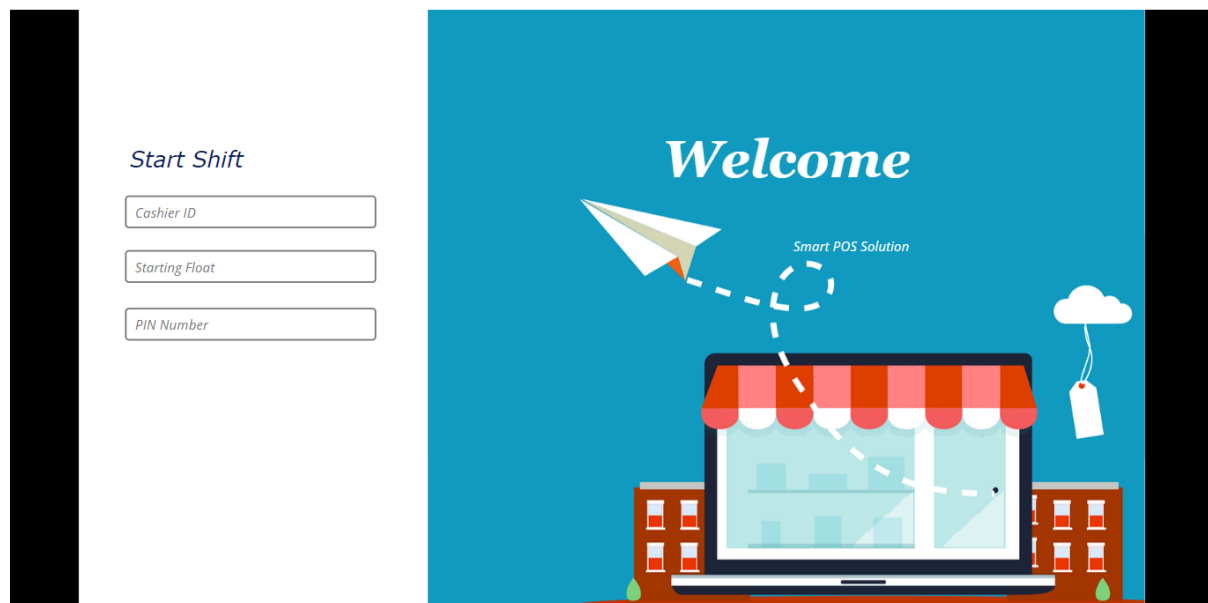 Start Shift
Cashier ID
Starting Float
PIN Number
Welcome
Smart POS Solution